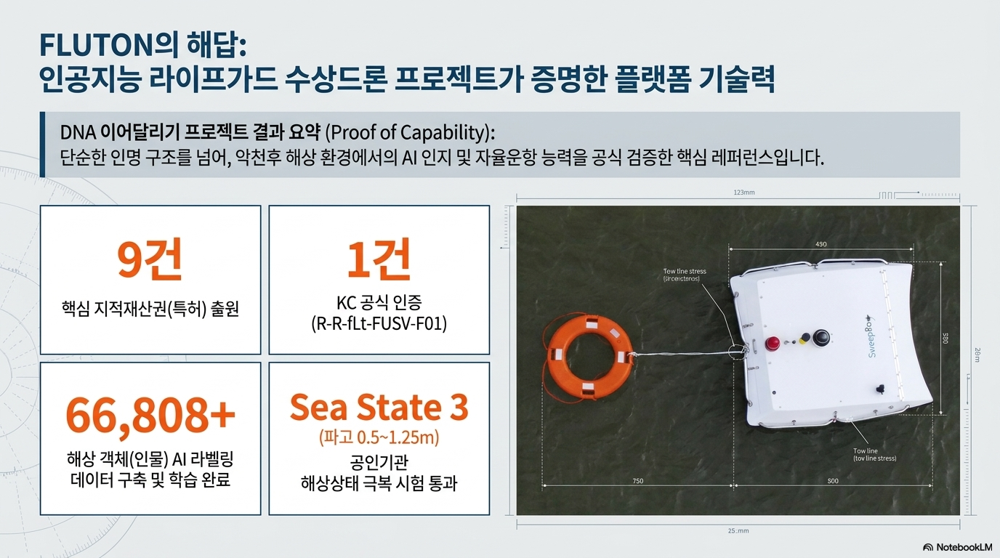 FLUTON의 해답:
인공지능 라이프가드 수상드론 프로젝트가 증명한 플랫폼 기술력
DNA 이어달리기 프로젝트 결과 요약 (Proof of Capability):
단순한 인명 구조를 넘어, 악천후 해상 환경에서의 AI 인지 및 자율운항 능력을 공식 검증한 핵심 레퍼런스입니다.
9건
핵심 지적재산권(특허) 출원
1건
KC 공식 인증
(R-R-fLt-FUSV-F01)
66,808+
해상 객체(인물) AI 라벨링
데이터 구축 및 학습 완료
Sea State 3
(파고 0.5~1.25m)
공인기관
해상상태 극복 시험 통과
123mm
490
Tew tine stress
SweepBoy
Tow line
(tov line stress)
750
500
25.mm
NotebookLM